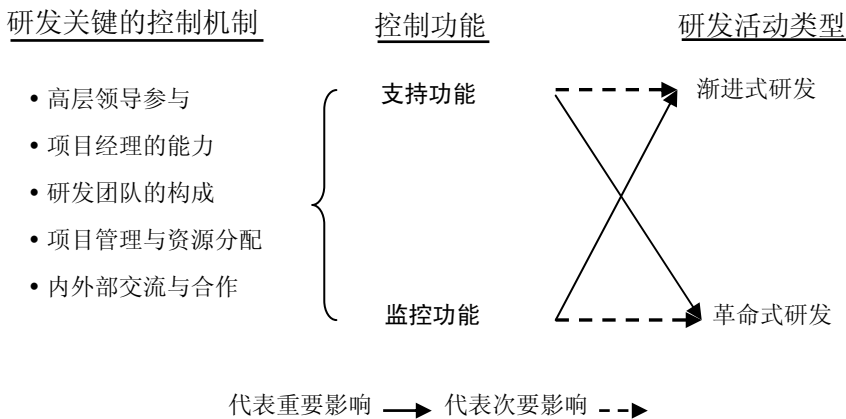 研发关键的控制机制 控制功能 研发活动类型
• 高层领导参与
• 项目经理的能力
• 研发团队的构成
• 项目管理与资源分配
• 内外部交流与合作
支持功能
监控功能
渐进式研发
革命式研发
代表重要影响 代表次要影响